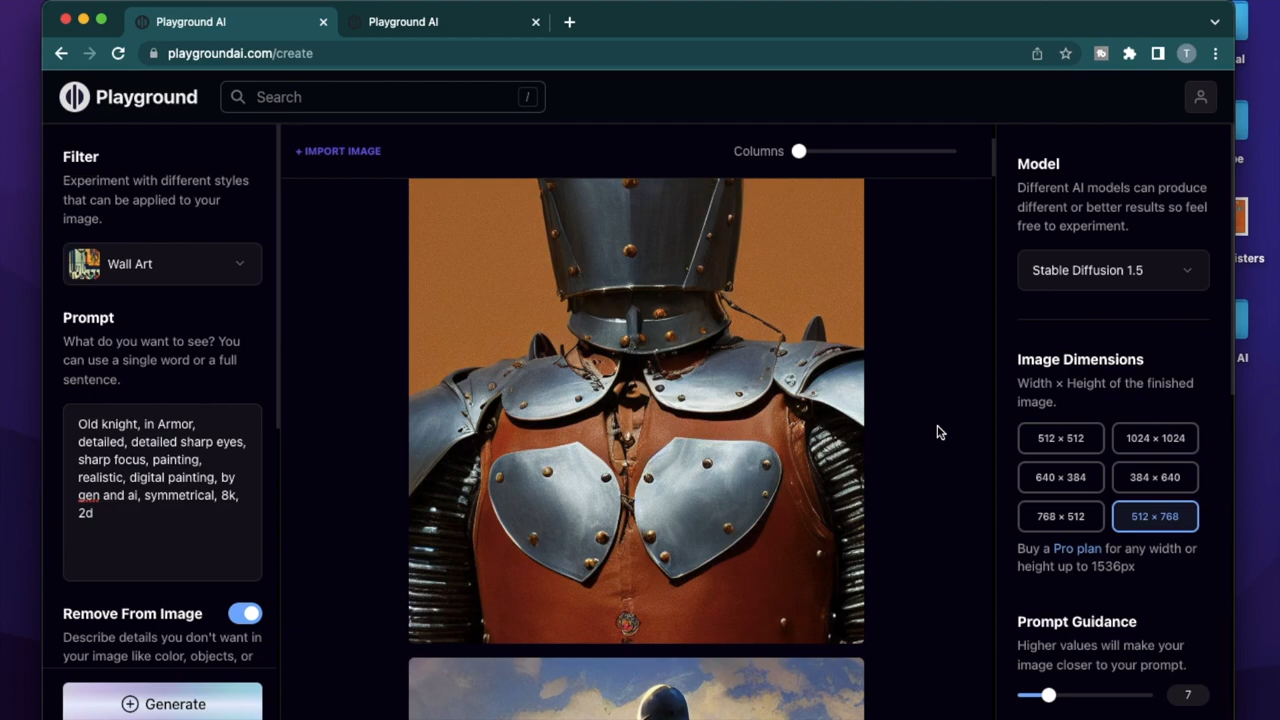 Playground AI
Playground AI
playgroundai.com/create
T
Playground
Search
/
Filter
Experiment with different styles
that can be applied to your
image.
Wall Art
Prompt
What do you want to see? You
can use a single word or a full
sentence.
Old knight, in Armor,
detailed, detailed sharp eyes,
sharp focus, painting,
realistic, digital painting, by
gen and ai, symmetrical, 8k,
2d
Remove From Image
Describe details you don't want in
your image like color, objects, or
Generate
+ IMPORT IMAGE
Columns
Model
Different AI models can produce
different or better results so feel
free to experiment.
Stable Diffusion 1.5
Image Dimensions
Width × Height of the finished
image.
512 × 512
1024 × 1024
640 × 384
384 × 640
768 × 512
512 × 768
Buy a Pro plan for any width or
height up to 1536px
Prompt Guidance
Higher values will make your
image closer to your prompt.
7
al
pe
isters
AI